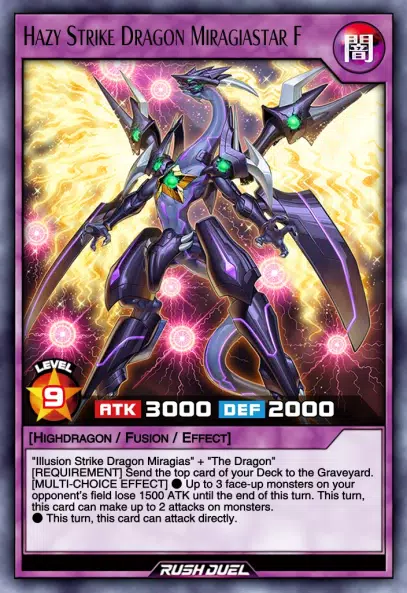 Hazy Strike Dragon Miragiastar F
闇
LEVEL
9
ATK 3000 DEF 2000
[Highdragon / Fusion / Effect]
"Illusion Strike Dragon Miragias" + "The Dragon"
[REQUIREMENT] Send the top card of your Deck to the Graveyard.
[MULTI-CHOICE EFFECT] ● Up to 3 face-up monsters on your
opponent's field lose 1500 ATK until the end of this turn. This turn,
this card can make up to 2 attacks on monsters.
● This turn, this card can attack directly.
RUSH DUEL